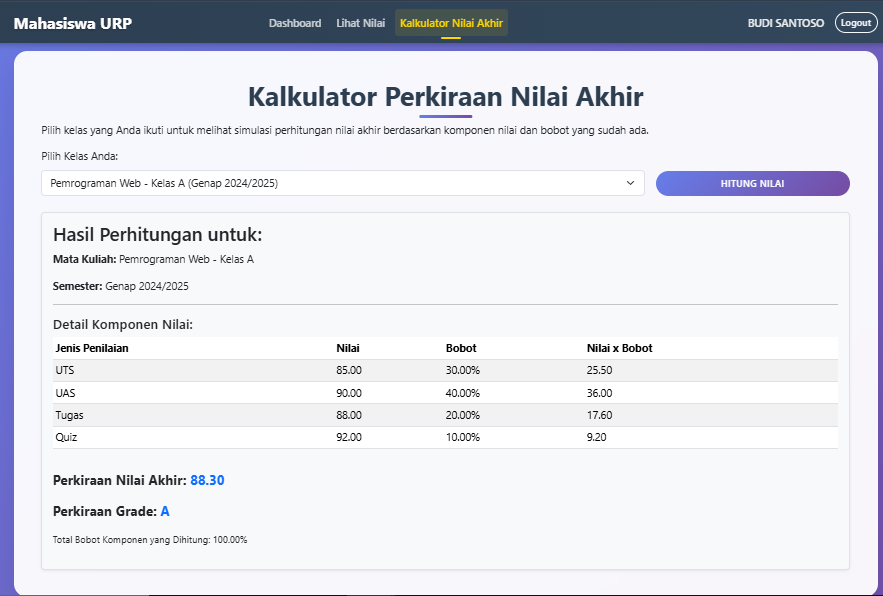 Mahasiswa URP Dashboard Lihat Nilai Kalkulator Nilai Akhir BUDI SANTOSO Logout
Kalkulator Perkiraan Nilai Akhir
Pilih kelas yang Anda ikuti untuk melihat simulasi perhitungan nilai akhir berdasarkan komponen nilai dan bobot yang sudah ada.
Pilih Kelas Anda:
Pemrograman Web - Kelas A (Genap 2024/2025) HITUNG NILAI
Hasil Perhitungan untuk:
Mata Kuliah: Pemrograman Web - Kelas A
Semester: Genap 2024/2025
Detail Komponen Nilai:
Jenis Penilaian Nilai Bobot Nilai x Bobot
UTS 85.00 30.00% 25.50
UAS 90.00 40.00% 36.00
Tugas 88.00 20.00% 17.60
Quiz 92.00 10.00% 9.20
Perkiraan Nilai Akhir: 88.30
Perkiraan Grade: A
Total Bobot Komponen yang Dihitung: 100.00%